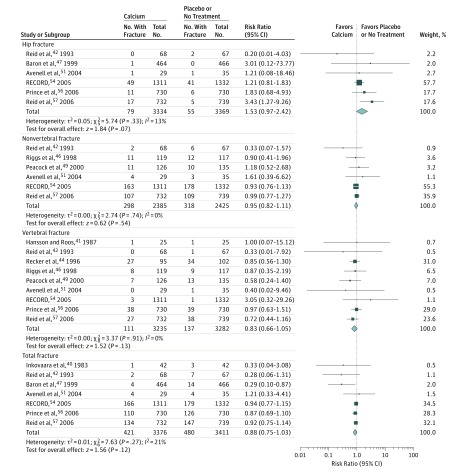 Calcium Placebo or No Treatment
Study or Subgroup No. With Fracture Total No. No. With Fracture Total No. Risk Ratio (95% CI) Favors Calcium Favors Placebo or No Treatment Weight, %
Hip fracture
Reid et al,42 1993 0 68 2 67 0.20 (0.01-4.03) 2.2
Baron et al,47 1999 1 464 0 466 3.01 (0.12-73.77) 2.0
Avenell et al,51 2004 1 29 1 35 1.21 (0.08-18.46) 2.7
RECORD,54 2005 49 1311 41 1332 1.21 (0.81-1.83) 57.7
Prince et al,56 2006 11 730 6 730 1.83 (0.68-4.93) 16.4
Reid et al,57 2006 17 732 5 739 3.43 (1.27-9.26) 17.6
Total 79 3334 55 3369 1.53 (0.97-2.42) 100.0
Heterogeneity: τ2=0.05; χ25=5.74 (P=.33); I2=13%
Test for overall effect: z=1.84 (P=.07)
Nonvertebral fracture
Reid et al,42 1993 2 68 6 67 0.33 (0.07-1.57) 0.9
Riggs et al,46 1998 11 119 12 117 0.90 (0.41-1.96) 3.6
Peacock et al,49 2000 11 126 10 135 1.18 (0.52-2.68) 3.2
Avenell et al,51 2004 4 29 3 35 1.61 (0.39-6.62) 1.1
RECORD,54 2005 163 1311 178 1332 0.93 (0.76-1.13) 55.3
Reid et al,57 2006 107 732 109 739 0.99 (0.77-1.27) 35.9
Total 298 2385 318 2425 0.95 (0.82-1.11) 100.0
Heterogeneity: τ2=0.00; χ25=2.74 (P=.74); I2=0%
Test for overall effect: z=0.62 (P=.54)
Vertebral fracture
Hansson and Roos,41 1987 1 25 1 25 1.00 (0.07-15.12) 0.7
Reid et al,42 1993 0 68 1 67 0.33 (0.01-7.92) 0.5
Recker et al,44 1996 27 95 34 102 0.85 (0.56-1.30) 31.0
Riggs et al,46 1998 8 119 9 117 0.87 (0.35-2.19) 6.5
Peacock et al,49 2000 7 126 13 135 0.58 (0.24-1.40) 7.0
Avenell et al,51 2004 0 29 1 35 0.40 (0.02-9.46) 0.5
RECORD,54 2005 3 1311 1 1332 3.05 (0.32-29.26) 1.1
Prince et al,56 2006 38 730 39 730 0.97 (0.63-1.51) 29.0
Reid et al,57 2006 27 732 38 739 0.72 (0.44-1.16) 23.6
Total 111 3235 137 3282 0.83 (0.66-1.05) 100.0
Heterogeneity: τ2=0.00; χ28=3.37 (P=.91); I2=0%
Test for overall effect: z=1.52 (P=.13)
Total fracture
Inkovaara et al,40 1983 1 42 3 42 0.33 (0.04-3.08) 0.5
Reid et al,42 1993 2 68 7 67 0.28 (0.06-1.31) 1.1
Baron et al,47 1999 4 464 14 466 0.29 (0.10-0.87) 2.0
Avenell et al,51 2004 4 29 4 35 1.21 (0.33-4.41) 1.5
RECORD,54 2005 166 1311 179 1332 0.94 (0.77-1.15) 34.5
Prince et al,56 2006 110 730 126 730 0.87 (0.69-1.10) 28.3
Reid et al,57 2006 134 732 147 739 0.92 (0.75-1.14) 32.1
Total 421 3376 480 3411 0.88 (0.75-1.03) 100.0
Heterogeneity: τ2=0.01; χ26=7.63 (P=.27); I2=21%
Test for overall effect: z=1.56 (P=.12)
0.01 0.1 1.0 10 100
Risk Ratio (95% CI)